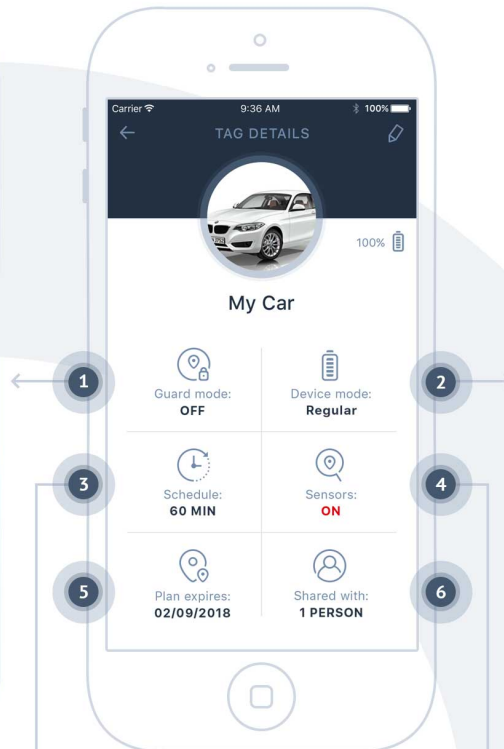 Carrier 9:36 AM 100%
TAG DETAILS
100%
My Car
1
Guard mode:
OFF
2
Device mode:
Regular
3
Schedule:
60 MIN
4
Sensors:
ON
5
Plan expires:
02/09/2018
6
Shared with:
1 PERSON